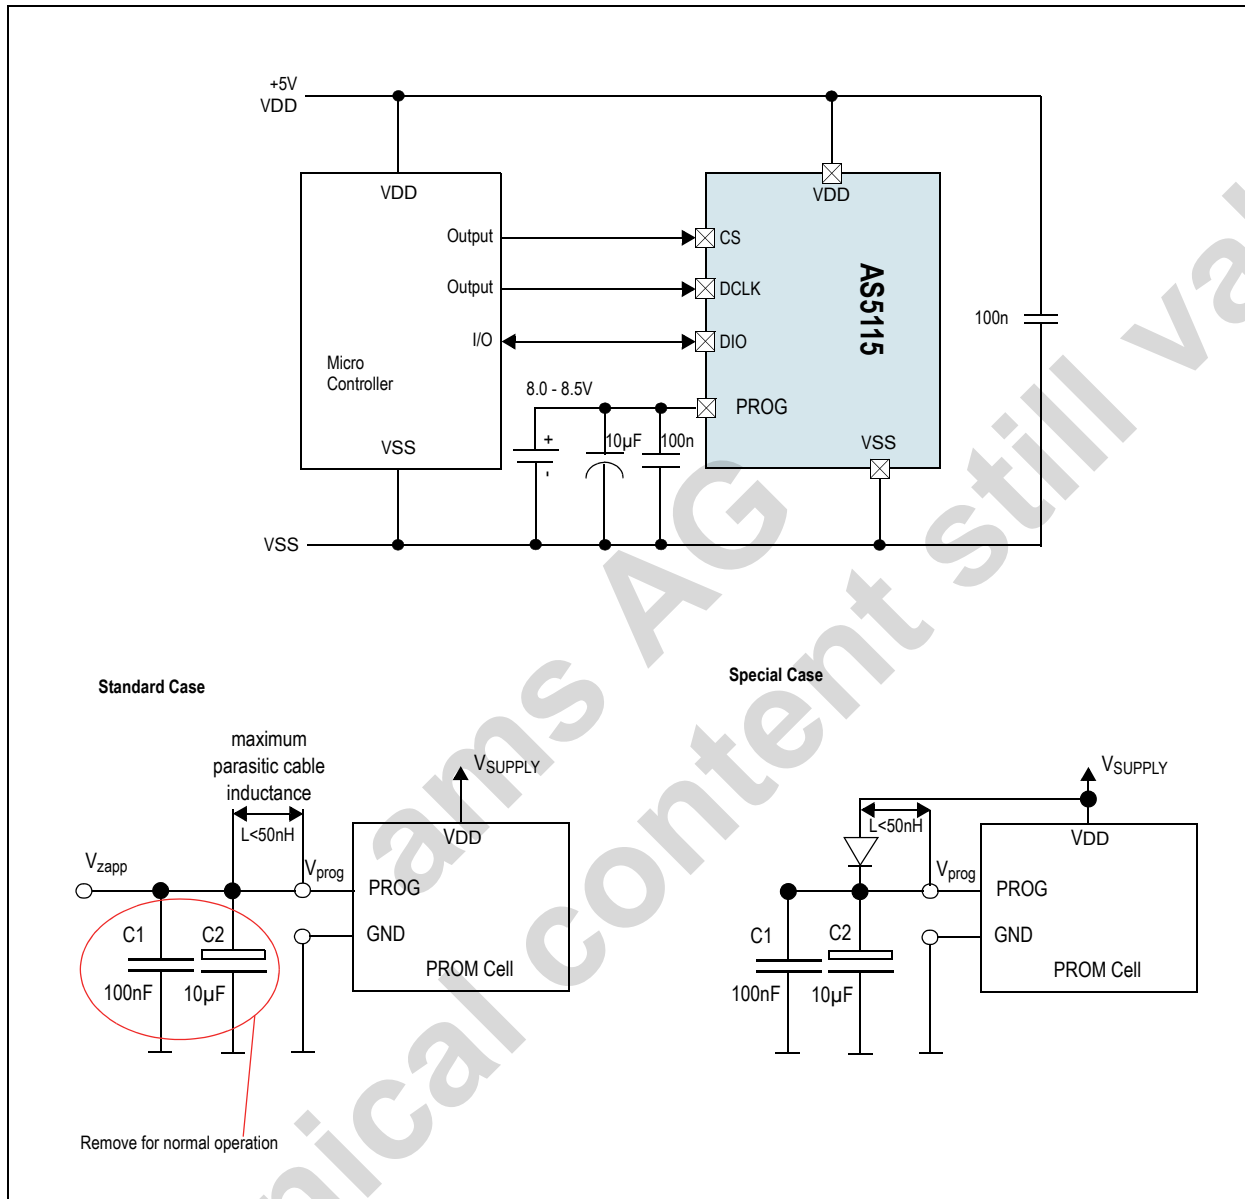 +5V
VDD
VDD
VDD
Output
CS
Output
DCLK
AS5115
100n
I/O
DIO
Micro
Controller
8.0 - 8.5V
PROG
+
10µF
100n
-
VSS
VSS
VSS
Standard Case
Special Case
maximum
parasitic cable
inductance
L<50nH
VSUPPLY
VDD
Vzapp
Vprog
PROG
C1
C2
GND
100nF
10µF
PROM Cell
Remove for normal operation
VSUPPLY
L<50nH
VDD
Vprog
PROG
C1
C2
GND
100nF
10µF
PROM Cell
ams AG
nical content still val